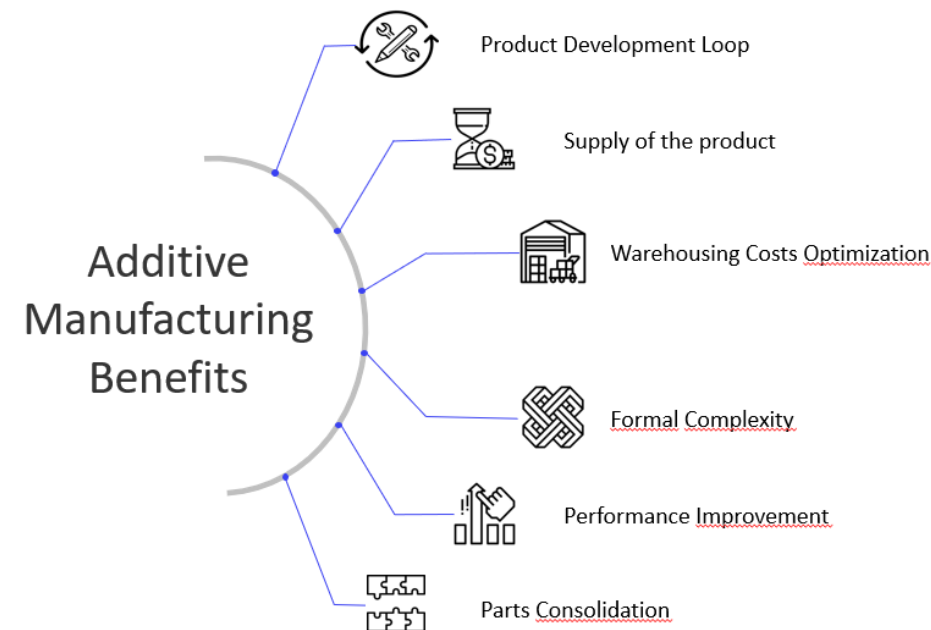 Product Development Loop
Supply of the product
Additive
Manufacturing
Benefits
Warehousing Costs Optimization
Formal Complexity
Performance Improvement
Parts Consolidation
$